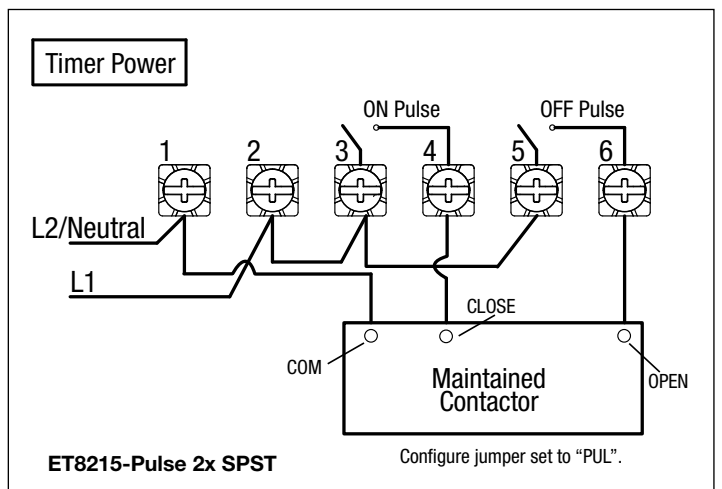 Timer Power
ON Pulse
OFF Pulse
1
2
3
4
5
6
L2/Neutral
L1
CLOSE
COM
OPEN
Maintained
Contactor
ET8215-Pulse 2x SPST
Configure jumper set to “PUL”.